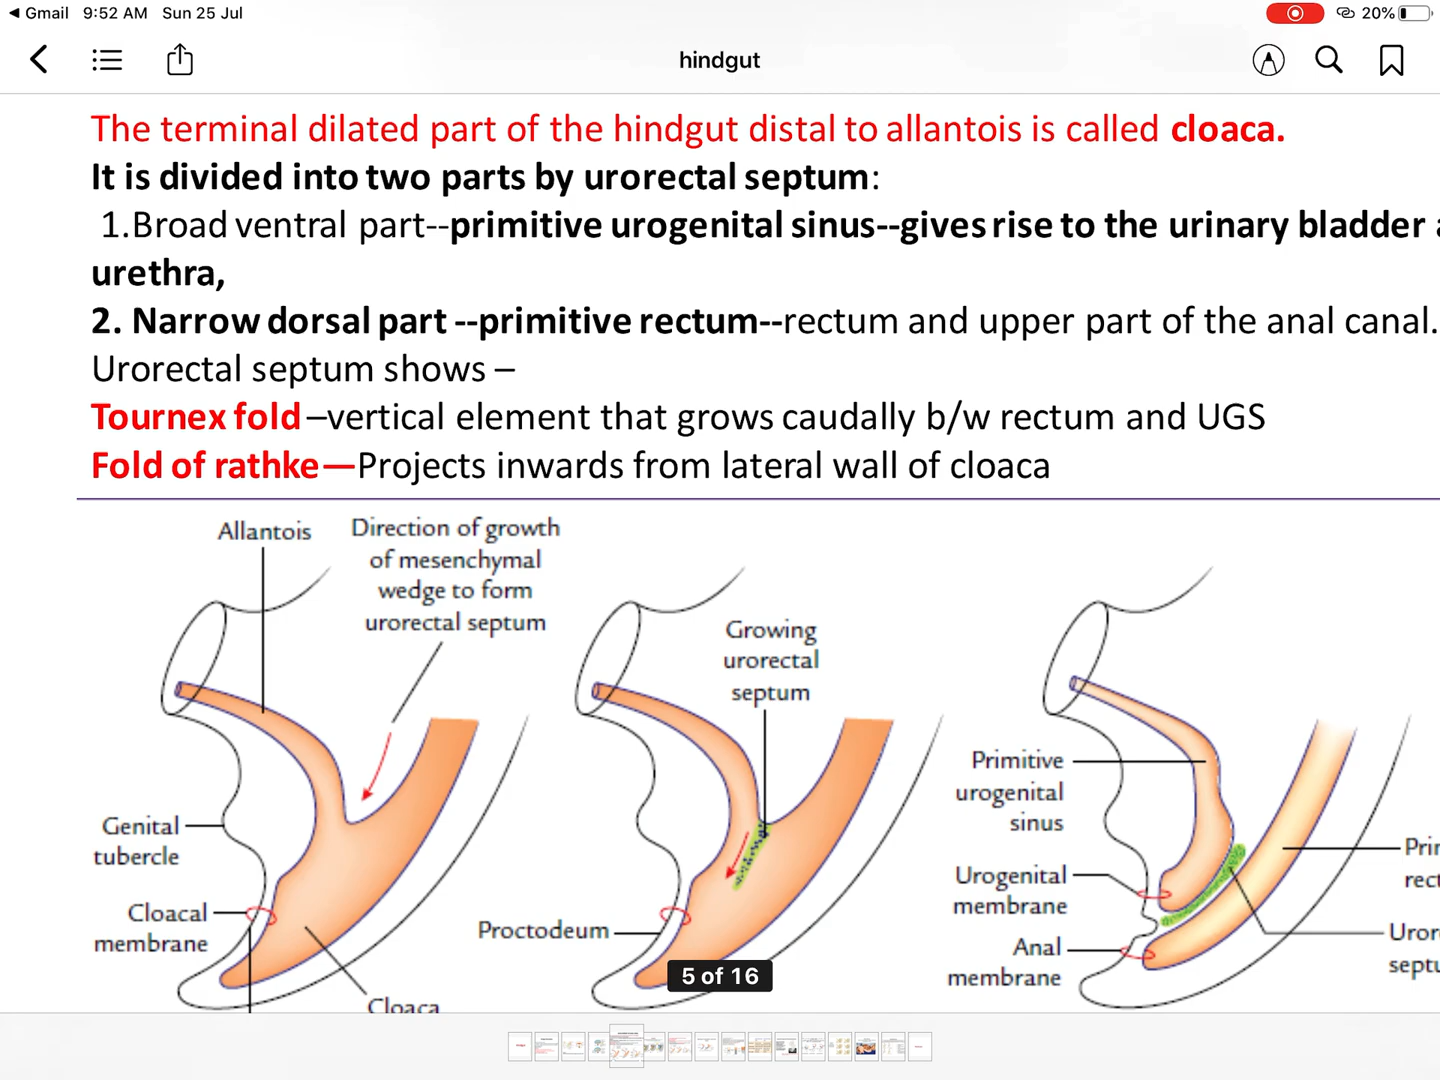 ◀ Gmail 9:52 AM Sun 25 Jul 20%
hindgut
The terminal dilated part of the hindgut distal to allantois is called cloaca.
It is divided into two parts by urorectal septum:
1.Broad ventral part--primitive urogenital sinus--gives rise to the urinary bladder
urethra,
2. Narrow dorsal part --primitive rectum--rectum and upper part of the anal canal.
Urorectal septum shows –
Tournex fold –vertical element that grows caudally b/w rectum and UGS
Fold of rathke—Projects inwards from lateral wall of cloaca
Allantois
Direction of growth
of mesenchymal
wedge to form
urorectal septum
Genital
tubercle
Cloacal
membrane
Cloaca
Growing
urorectal
septum
Proctodeum
Primitive
urogenital
sinus
Urogenital
membrane
Anal
membrane
5 of 16